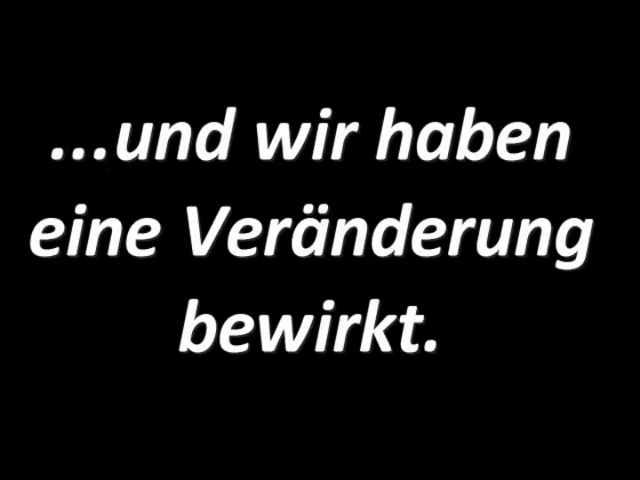 ...und wir haben
eine Veränderung
bewirkt.